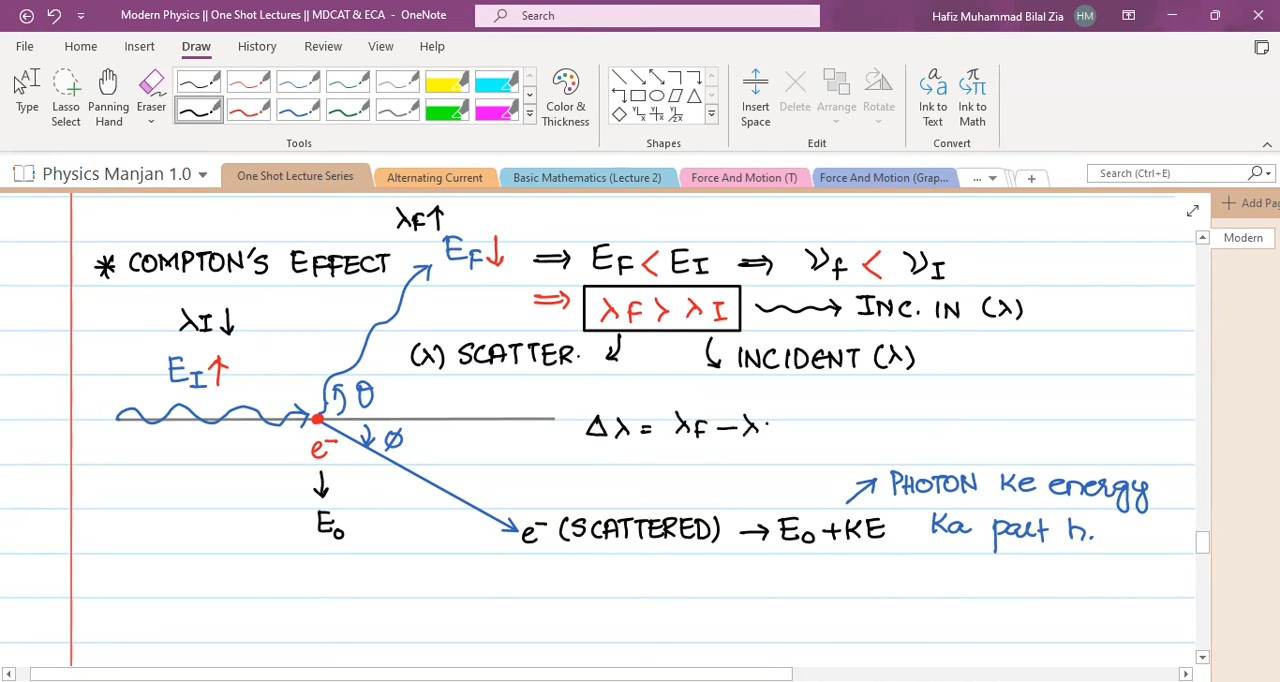 Modern Physics || One Shot Lectures || MDCAT & ECA - OneNote
Search
Hafiz Muhammad Bilal Zia HM
File Home Insert Draw View History Review View Help
Type
Lasso Select
Panning Hand
Eraser
Color & Thickness
Insert Space
Delete
Arrange
Rotate
Ink to Text
Ink to Math
Tools
Shapes
Edit
Convert
Physics Manjan 1.0
One Shot Lecture Series
Alternating Current
Basic Mathematics (Lecture 2)
Force And Motion (T)
Force And Motion (Grap...
...
Search (Ctrl+E)
Add Pag
Modern
λF↑
* COMPTON'S EFFECT EF↓ ⇒ EF < EI ⇒ νf < νI
⇒ λF > λI → INC. IN (λ)
λI↓
(λ) SCATTER. INCIDENT (λ)
EI↑
θ
Δλ = λF − λ
e⁻ φ
↓
E₀
e⁻ (SCATTERED) → E₀ + KE
↗ PHOTON Ke energy
Ka part h.